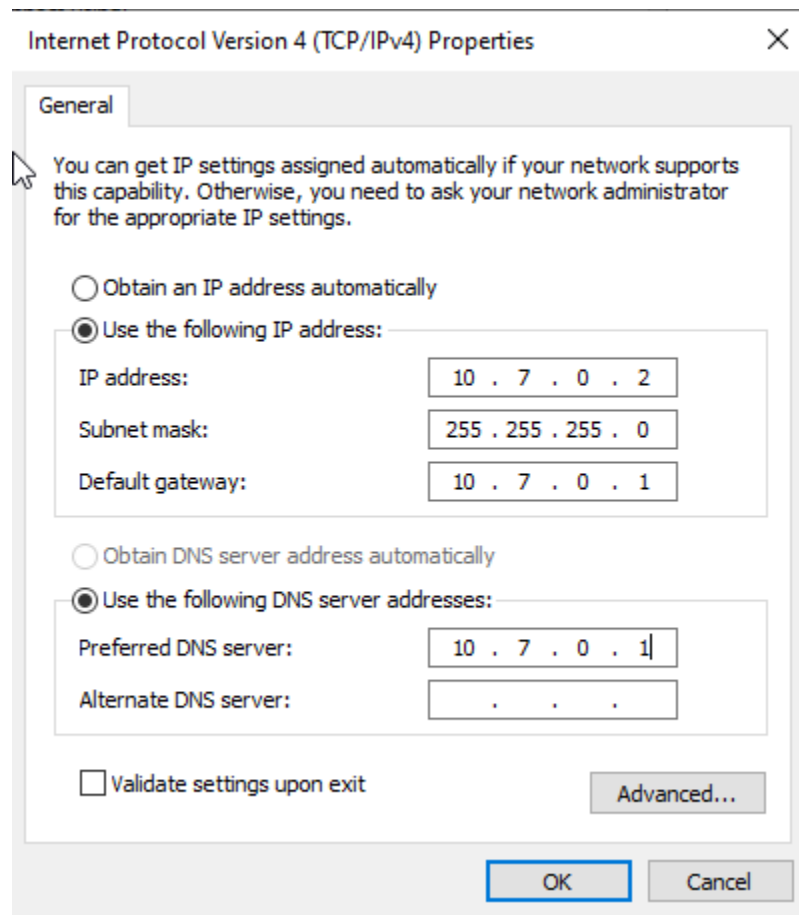 Internet Protocol Version 4 (TCP/IPv4) Properties
General
You can get IP settings assigned automatically if your network supports
this capability. Otherwise, you need to ask your network administrator
for the appropriate IP settings.
Obtain an IP address automatically
Use the following IP address:
IP address: 10 . 7 . 0 . 2
Subnet mask: 255 . 255 . 255 . 0
Default gateway: 10 . 7 . 0 . 1
Obtain DNS server address automatically
Use the following DNS server addresses:
Preferred DNS server: 10 . 7 . 0 . 1
Alternate DNS server: . . .
Validate settings upon exit
Advanced...
OK Cancel